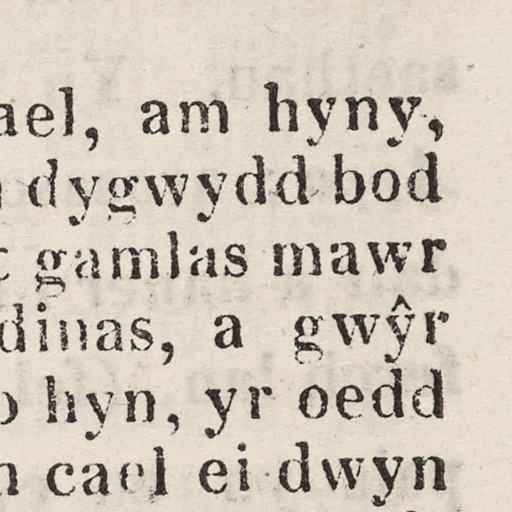 ael, am hyny,
dygwydd bod
gamlas mawr
dinas, a gwŷr
hyn, yr oedd
cael ei dwyn